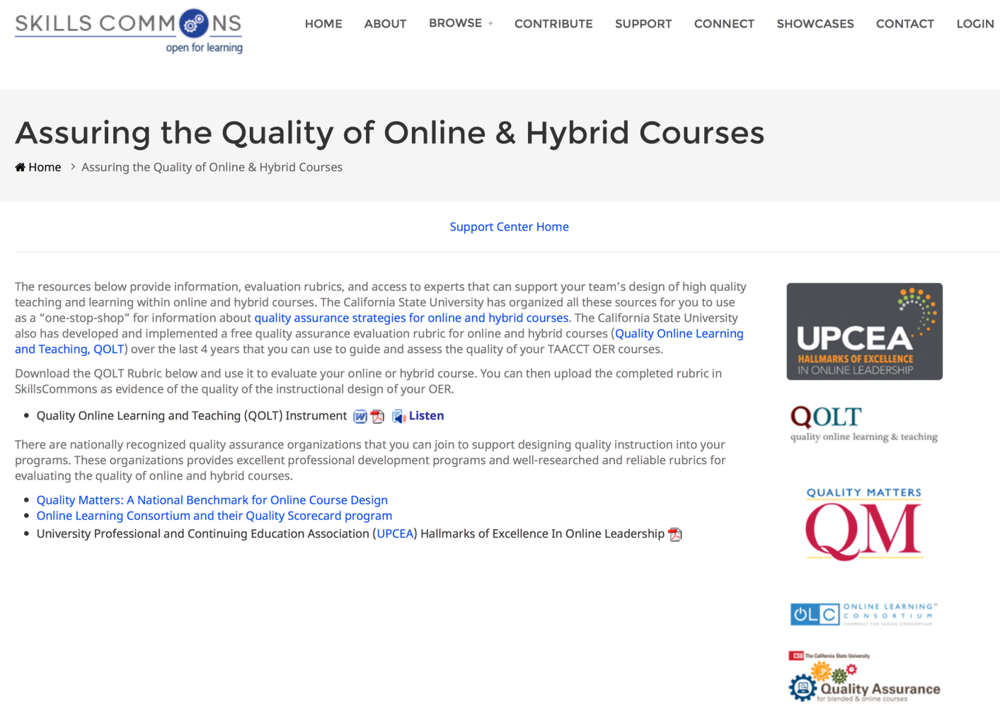 SKILLS COMMONS
open for learning
HOME ABOUT BROWSE + CONTRIBUTE SUPPORT CONNECT SHOWCASES CONTACT LOGIN
Assuring the Quality of Online & Hybrid Courses
Home > Assuring the Quality of Online & Hybrid Courses
Support Center Home
The resources below provide information, evaluation rubrics, and access to experts that can support your team's design of high quality
teaching and learning within online and hybrid courses. The California State University has organized all these sources for you to use
as a “one-stop-shop” for information about quality assurance strategies for online and hybrid courses. The California State University
also has developed and implemented a free quality assurance evaluation rubric for online and hybrid courses (Quality Online Learning
and Teaching, QOLT) over the last 4 years that you can use to guide and assess the quality of your TAACCT OER courses.
Download the QOLT Rubric below and use it to evaluate your online or hybrid course. You can then upload the completed rubric in
SkillsCommons as evidence of the quality of the instructional design of your OER.
• Quality Online Learning and Teaching (QOLT) Instrument Listen
There are nationally recognized quality assurance organizations that you can join to support designing quality instruction into your
programs. These organizations provides excellent professional development programs and well-researched and reliable rubrics for
evaluating the quality of online and hybrid courses.
• Quality Matters: A National Benchmark for Online Course Design
• Online Learning Consortium and their Quality Scorecard program
• University Professional and Continuing Education Association (UPCEA) Hallmarks of Excellence In Online Leadership
UPCEA
HALLMARKS OF EXCELLENCE
IN ONLINE LEADERSHIP
QOLT
quality online learning & teaching
QUALITY MATTERS
QM
OLC ONLINE LEARNING™
CONSORTIUM
FORMERLY THE SLOAN CONSORTIUM
CSU The California State University
Quality Assurance
for blended & online courses